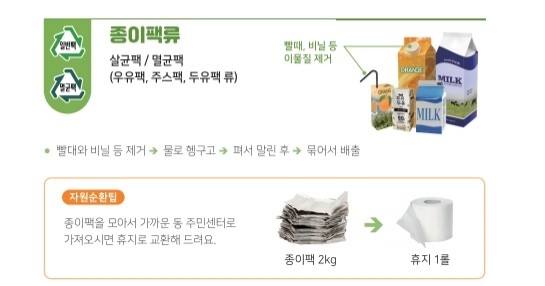 일반팩
멸균팩
종이팩류
살균팩 / 멸균팩
(우유팩, 주스팩, 두유팩 류)
빨때, 비닐 등
이물질 제거
ORANGE
MILK
MILK
빨대와 비닐 등 제거 → 물로 헹구고 → 펴서 말린 후 → 묶어서 배출
자원순환팁
종이팩을 모아서 가까운 동 주민센터로
가져오시면 휴지로 교환해 드려요.
종이팩 2kg
휴지 1롤